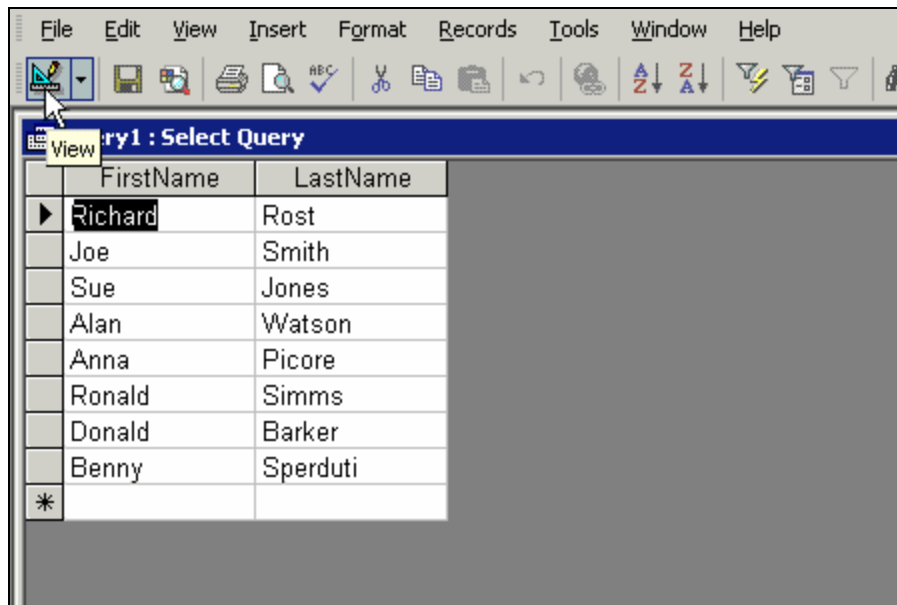 File Edit View Insert Format Records Tools Window Help
ABC A Z Z A
View ry1 : Select Query
FirstName LastName
Richard Rost
Joe Smith
Sue Jones
Alan Watson
Anna Picore
Ronald Simms
Donald Barker
Benny Sperduti